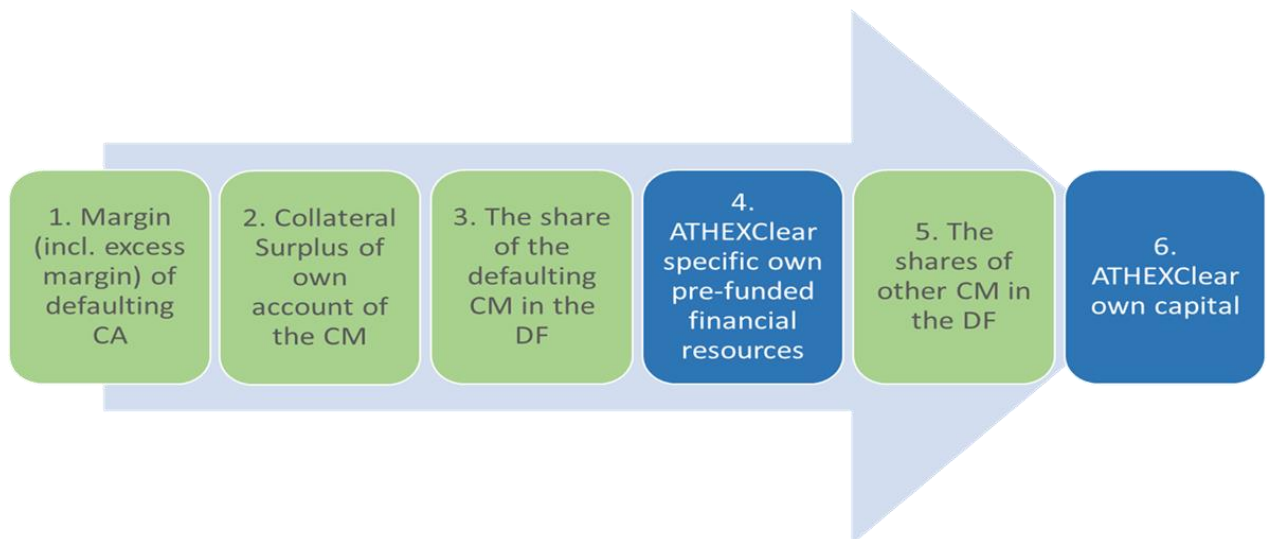 1. Margin
(incl. excess
margin) of
defaulting
CA
2. Collateral
Surplus of
own
account of
the CM
3. The share
of the
defaulting
CM in the
DF
4.
ATHEXClear
specific own
pre-funded
financial
resources
5. The
shares of
other CM in
the DF
6.
ATHEXClear
own capital